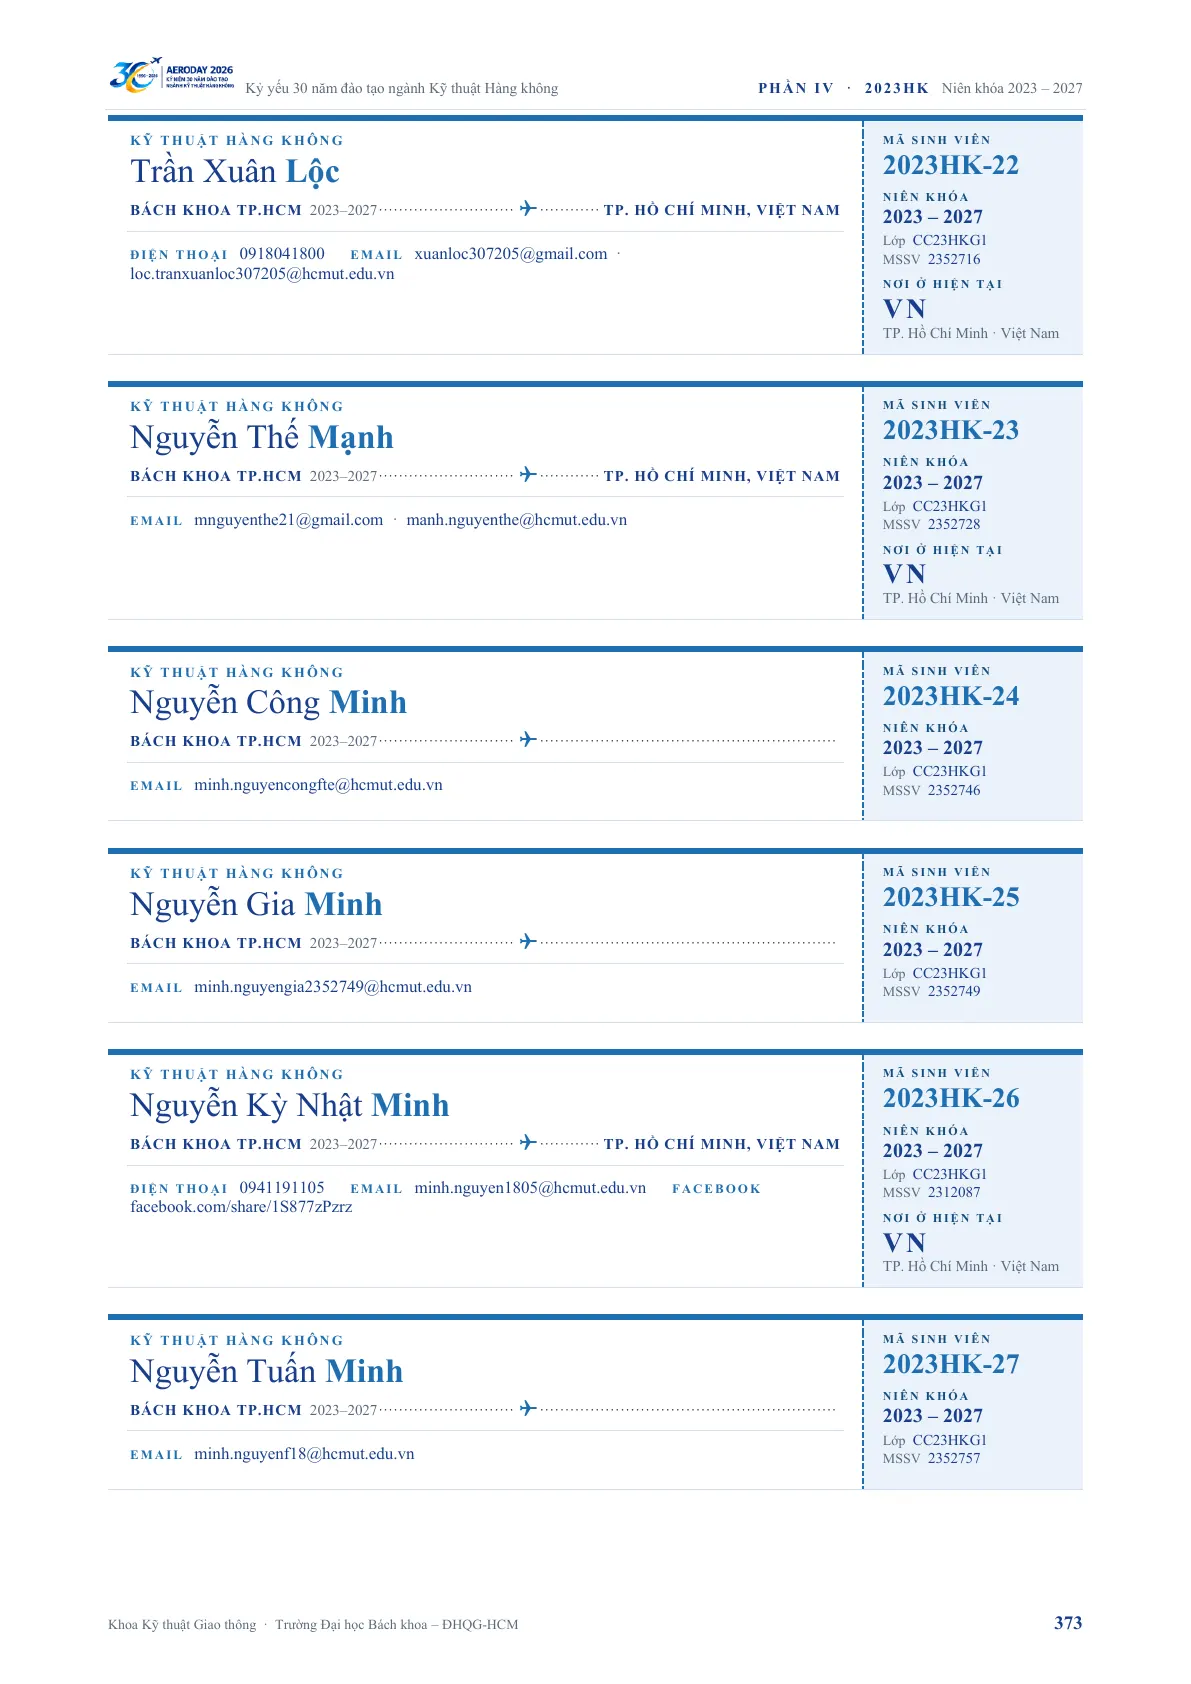 AERODAY 2026
KỶ NIỆM 30 NĂM ĐÀO TẠO
NGÀNH KỸ THUẬT HÀNG KHÔNG
Kỷ yếu 30 năm đào tạo ngành Kỹ thuật Hàng không
PHẦN IV · 2023HK Niên khóa 2023 – 2027
KỸ THUẬT HÀNG KHÔNG
Trần Xuân Lộc
BÁCH KHOA TP.HCM 2023–2027 TP. HỒ CHÍ MINH, VIỆT NAM
ĐIỆN THOẠI 0918041800 EMAIL xuanloc307205@gmail.com ·
loc.tranxuanloc307205@hcmut.edu.vn
MÃ SINH VIÊN
2023HK-22
NIÊN KHÓA
2023 – 2027
Lớp CC23HKG1
MSSV 2352716
NƠI Ở HIỆN TẠI
VN
TP. Hồ Chí Minh · Việt Nam
KỸ THUẬT HÀNG KHÔNG
Nguyễn Thế Mạnh
BÁCH KHOA TP.HCM 2023–2027 TP. HỒ CHÍ MINH, VIỆT NAM
EMAIL mnguyenthe21@gmail.com · manh.nguyenthe@hcmut.edu.vn
MÃ SINH VIÊN
2023HK-23
NIÊN KHÓA
2023 – 2027
Lớp CC23HKG1
MSSV 2352728
NƠI Ở HIỆN TẠI
VN
TP. Hồ Chí Minh · Việt Nam
KỸ THUẬT HÀNG KHÔNG
Nguyễn Công Minh
BÁCH KHOA TP.HCM 2023–2027
EMAIL minh.nguyencongfte@hcmut.edu.vn
MÃ SINH VIÊN
2023HK-24
NIÊN KHÓA
2023 – 2027
Lớp CC23HKG1
MSSV 2352746
KỸ THUẬT HÀNG KHÔNG
Nguyễn Gia Minh
BÁCH KHOA TP.HCM 2023–2027
EMAIL minh.nguyengia2352749@hcmut.edu.vn
MÃ SINH VIÊN
2023HK-25
NIÊN KHÓA
2023 – 2027
Lớp CC23HKG1
MSSV 2352749
KỸ THUẬT HÀNG KHÔNG
Nguyễn Kỳ Nhật Minh
BÁCH KHOA TP.HCM 2023–2027 TP. HỒ CHÍ MINH, VIỆT NAM
ĐIỆN THOẠI 0941191105 EMAIL minh.nguyen1805@hcmut.edu.vn FACEBOOK
facebook.com/share/1S877zPzrz
MÃ SINH VIÊN
2023HK-26
NIÊN KHÓA
2023 – 2027
Lớp CC23HKG1
MSSV 2312087
NƠI Ở HIỆN TẠI
VN
TP. Hồ Chí Minh · Việt Nam
KỸ THUẬT HÀNG KHÔNG
Nguyễn Tuấn Minh
BÁCH KHOA TP.HCM 2023–2027
EMAIL minh.nguyenf18@hcmut.edu.vn
MÃ SINH VIÊN
2023HK-27
NIÊN KHÓA
2023 – 2027
Lớp CC23HKG1
MSSV 2352757
Khoa Kỹ thuật Giao thông · Trường Đại học Bách khoa – ĐHQG-HCM
373